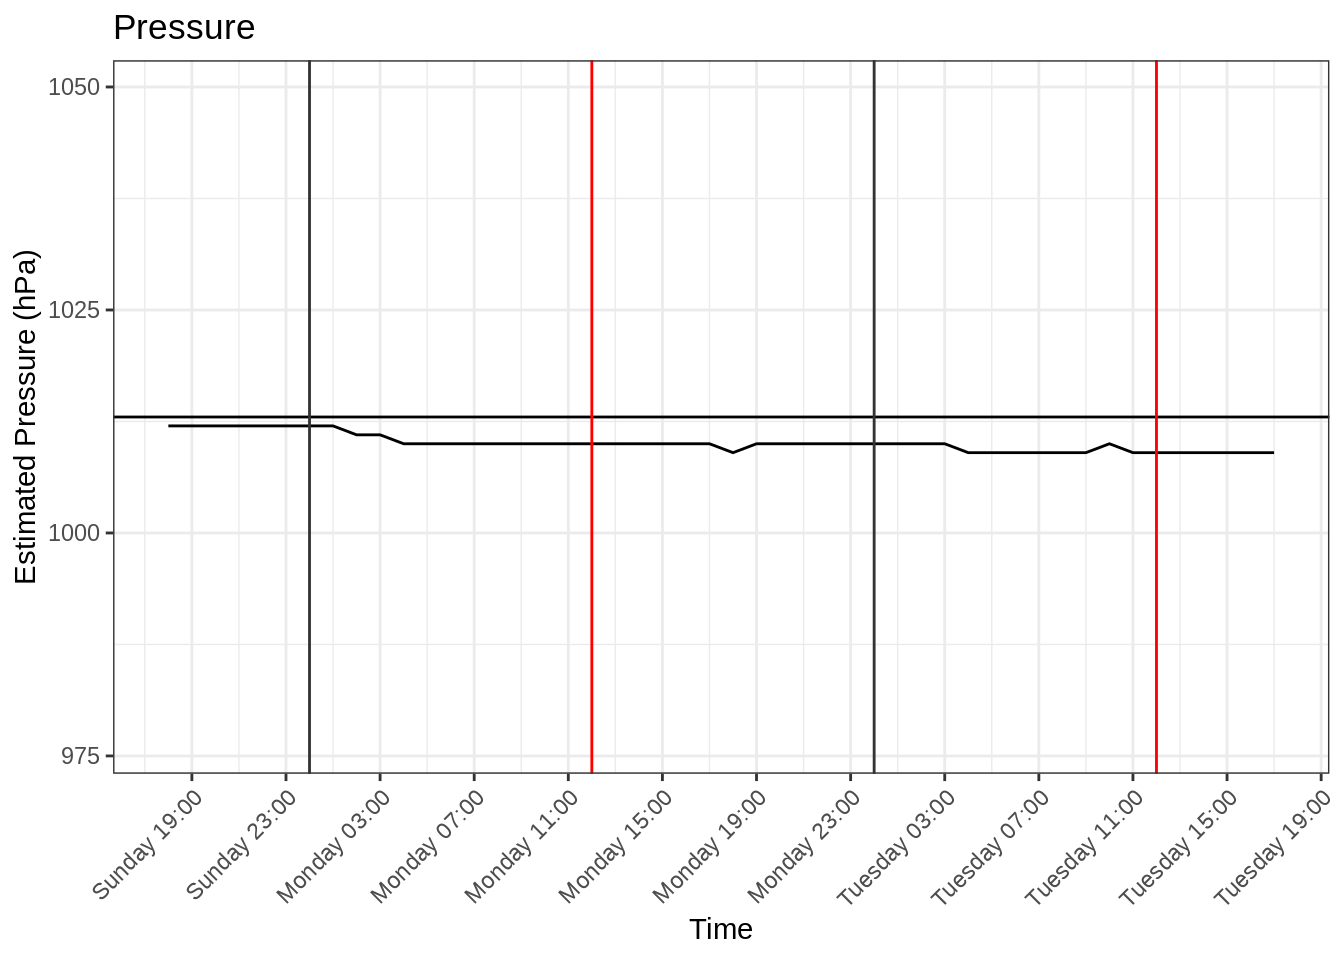 Pressure
Estimated Pressure (hPa)
1050
1025
1000
975
Sunday 19:00
Sunday 23:00
Monday 03:00
Monday 07:00
Monday 11:00
Monday 15:00
Monday 19:00
Monday 23:00
Tuesday 03:00
Tuesday 07:00
Tuesday 11:00
Tuesday 15:00
Tuesday 19:00
Time